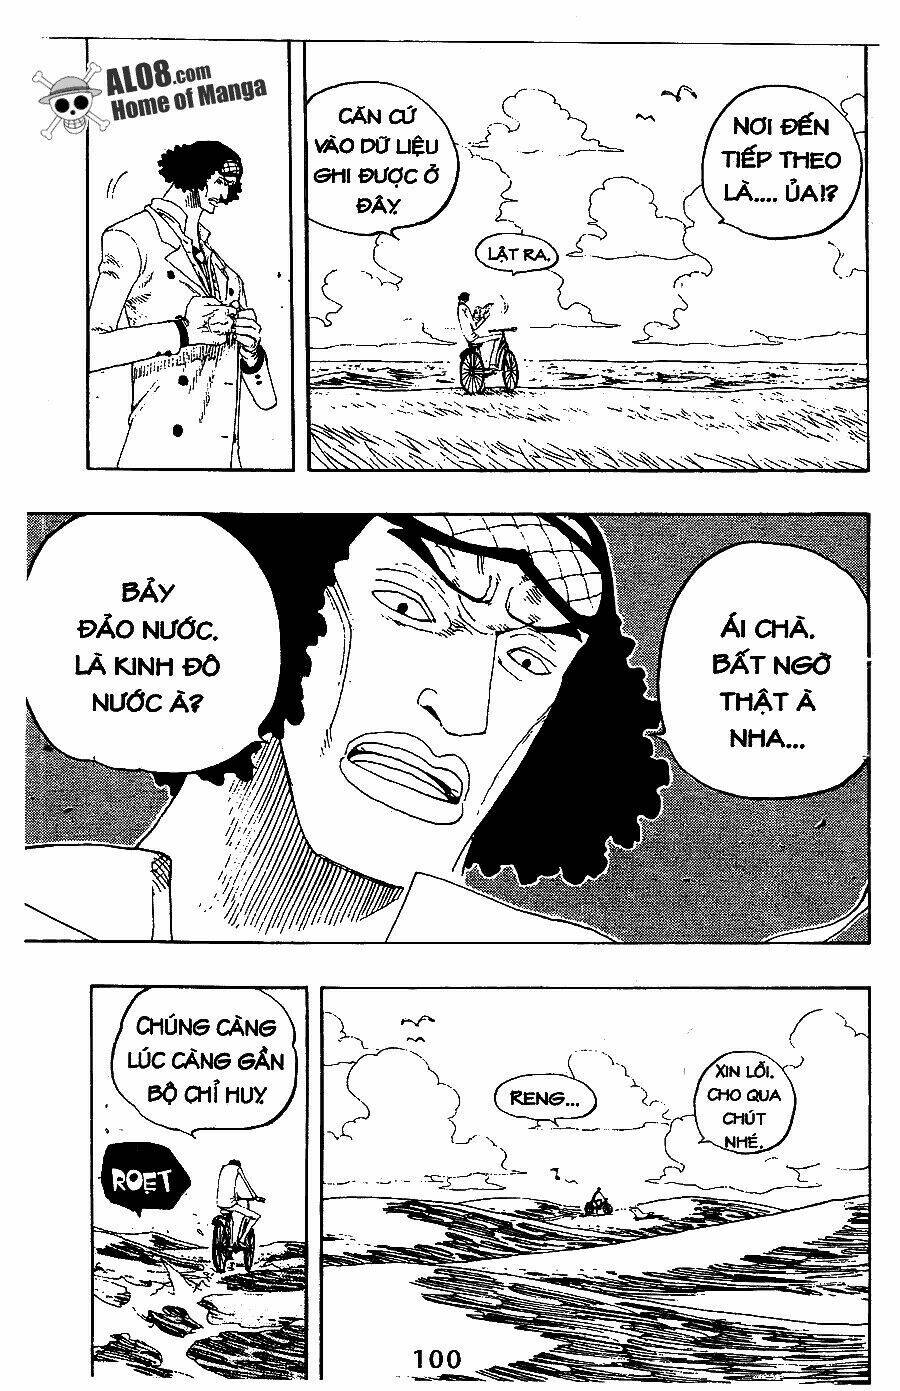 AL08.com
Home of Manga
NƠI ĐẾN
TIẾP THEO
LÀ.... ỦA!?
LẬT RA.
CĂN CỨ
VÀO DỮ LIỆU
GHI ĐƯỢC Ở
ĐÂY.
ÁI CHÀ.
BẤT NGỜ
THẬT À
NHA...
BẢY
ĐẢO NƯỚC.
LÀ KINH ĐÔ
NƯỚC À?
XIN LỖI.
CHO QUA
CHÚT
NHÉ.
RENG...
CHÚNG CÀNG
LÚC CÀNG GẦN
BỘ CHỈ HUY.
ROẸT
100